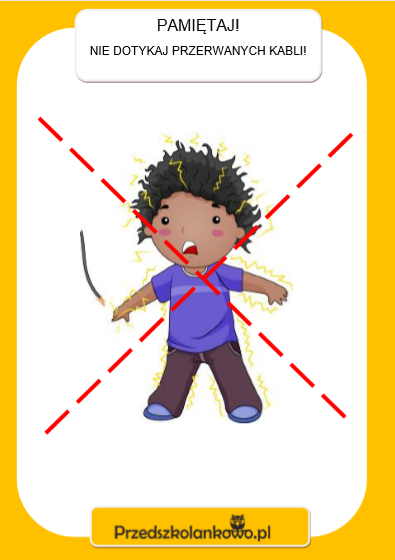 PAMIĘTAJ!
NIE DOTYKAJ PRZERWANYCH KABLI!
Przedszkolankowo.pl